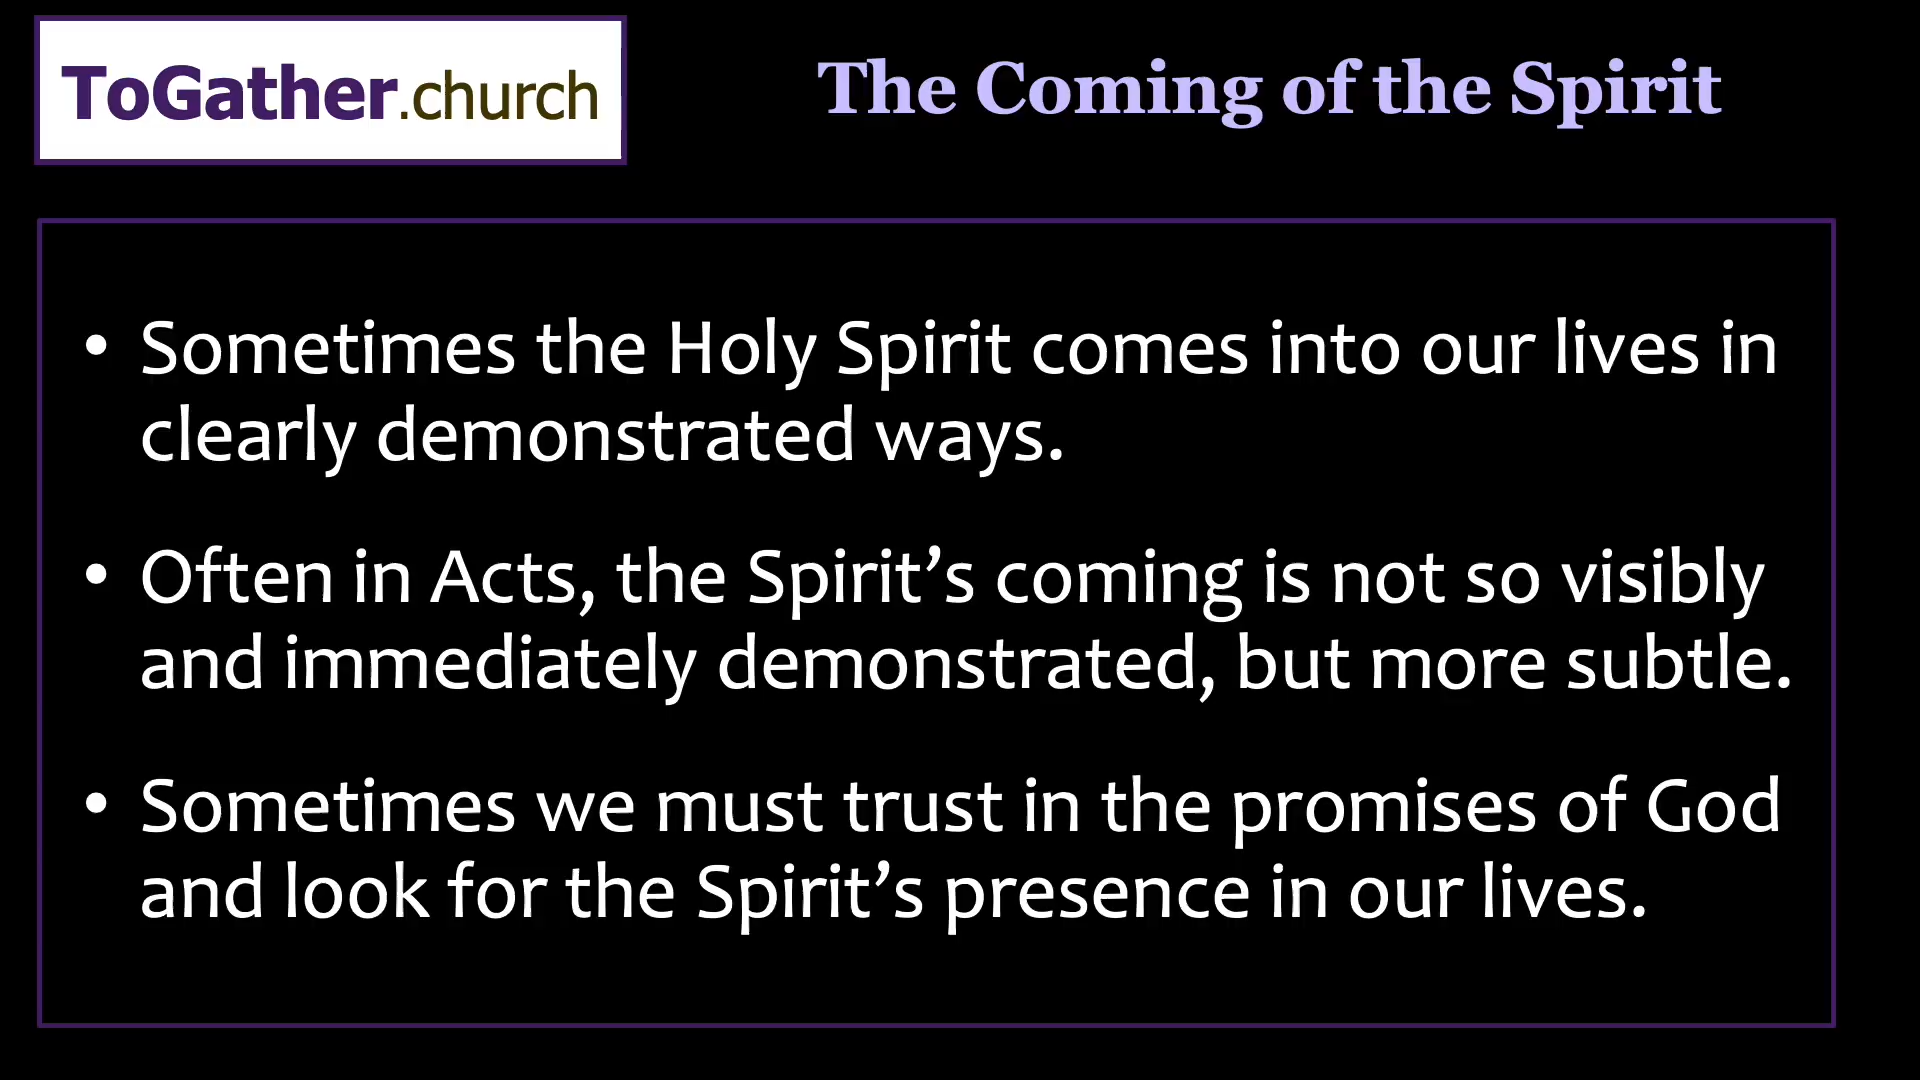 ToGather.church
The Coming of the Spirit
• Sometimes the Holy Spirit comes into our lives in
clearly demonstrated ways.
• Often in Acts, the Spirit’s coming is not so visibly
and immediately demonstrated, but more subtle.
• Sometimes we must trust in the promises of God
and look for the Spirit’s presence in our lives.